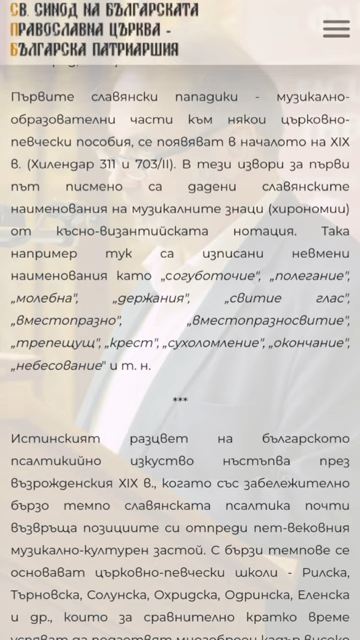 СВ. СИНОД НА БЪЛГАРСКАТА
ПРАВОСЛАВНА ЦЪРКВА -
БЪЛГАРСКА ПАТРИАРШИЯ
Първите славянски пападики - музикално-
образователни части към някои църковно-
певчески пособия, се появяват в началото на XIX
в. (Хилендар 311 и 703/II). В тези извори за първи
път писмено са дадени славянските
наименования на музикалните знаци (хирономии)
от късно-византийската нотация. Така
например тук са изписани невмени
наименования като „согуботочие", „полегание",
„молебна", „держания", „свитие глас",
„вместопразно", „вместопразносвитие",
„трепещущ", „крест", „сухоломление", „окончание",
„небесование" и т. н.
***
Истинският разцвет на българското
псалтикийно изкуство нъстъпва през
възрожденския XIX в., когато със забележително
бързо темпо славянската псалтика почти
възвръща позициите си отпреди пет-вековния
музикално-културен застой. С бързи темпове се
основават църковно-певчески школи - Рилска,
Търновска, Солунска, Охридска, Одринска, Еленска
и др., които за сравнително кратко време